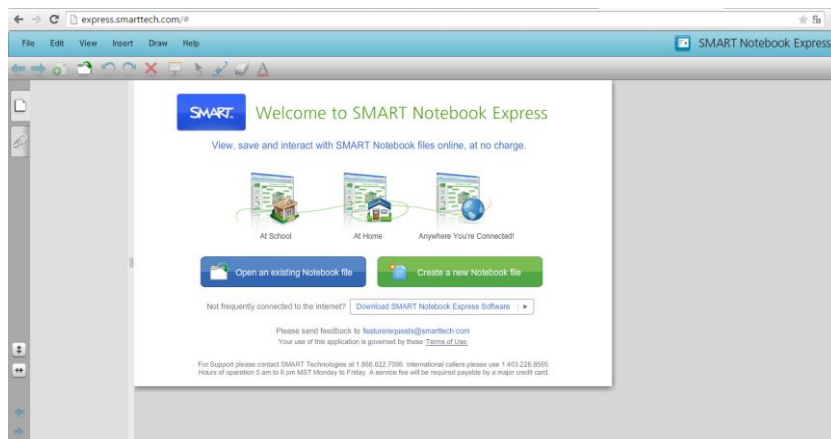 express.smarttech.com/#
File Edit View Insert Draw Help
SMART Notebook Express
SMART Welcome to SMART Notebook Express
View, save and interact with SMART Notebook files online, at no charge.
At School At Home Anywhere You're Connected!
Open an existing Notebook file Create a new Notebook file
Not frequently connected to the internet? Download SMART Notebook Express Software
Please send feedback to featurerequests@smarttech.com
Your use of this application is governed by these Terms of Use.
For Support please contact SMART Technologies at 1.866.822.7098. International callers please use 1.403.228.8565.
Hours of operation 5 am to 6 pm MST Monday to Friday. A service fee will be required payable by a major credit card.